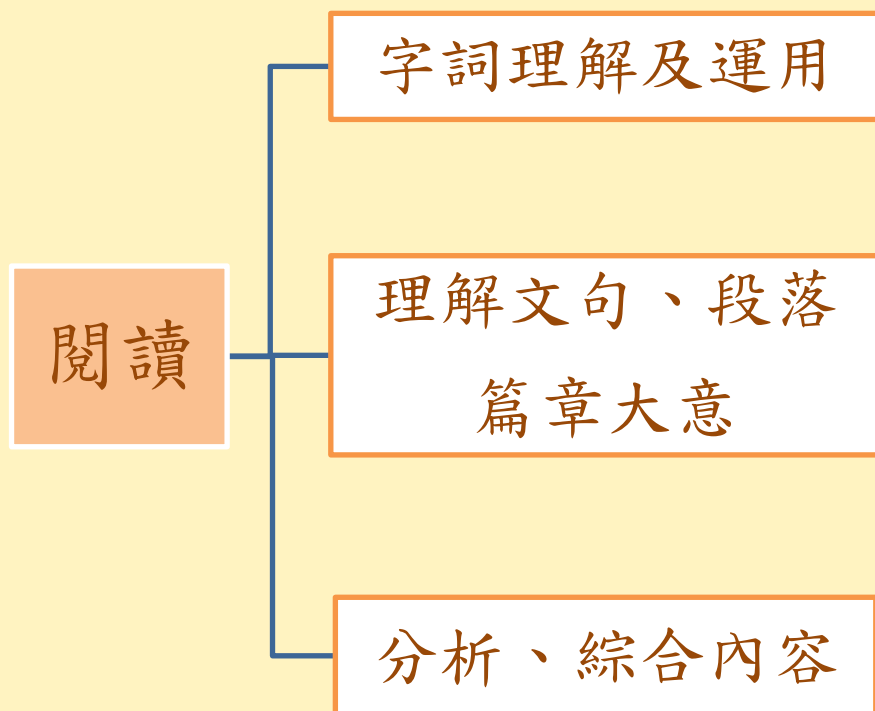 閱讀
字詞理解及運用
理解文句、段落
篇章大意
分析、綜合內容